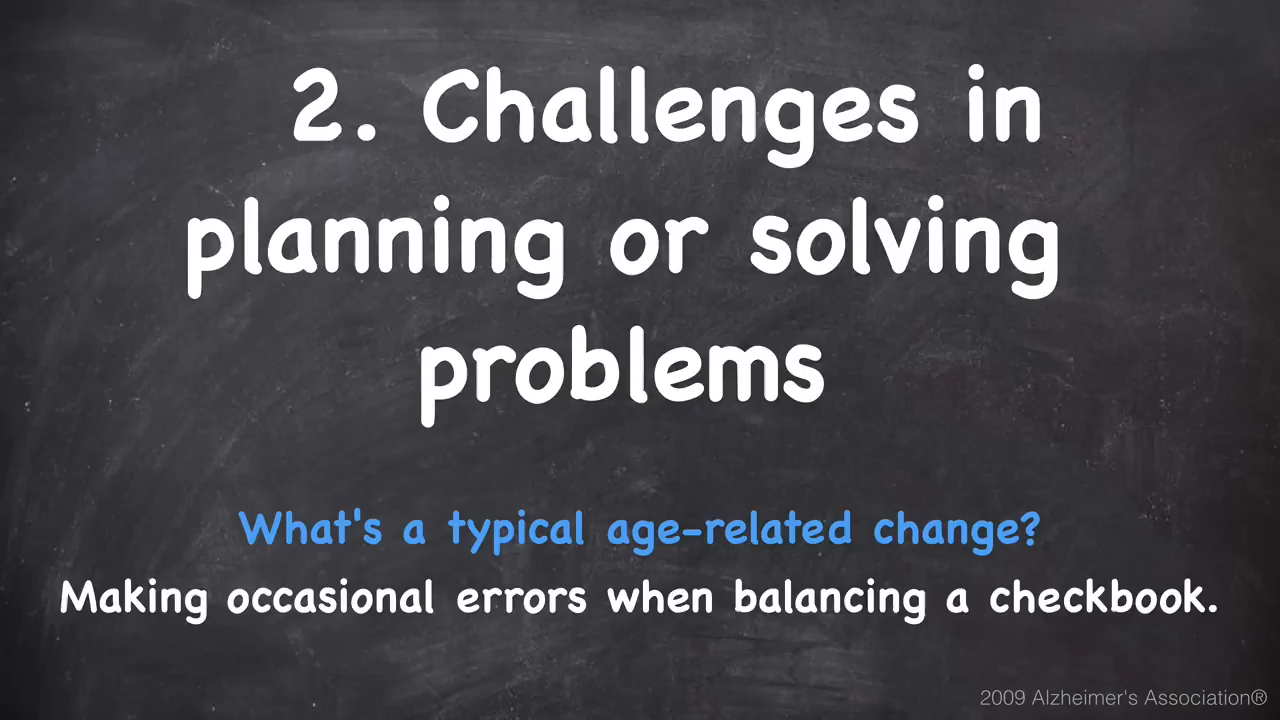 2. Challenges in
planning or solving
problems
What's a typical age-related change?
Making occasional errors when balancing a checkbook.
2009 Alzheimer's Association®